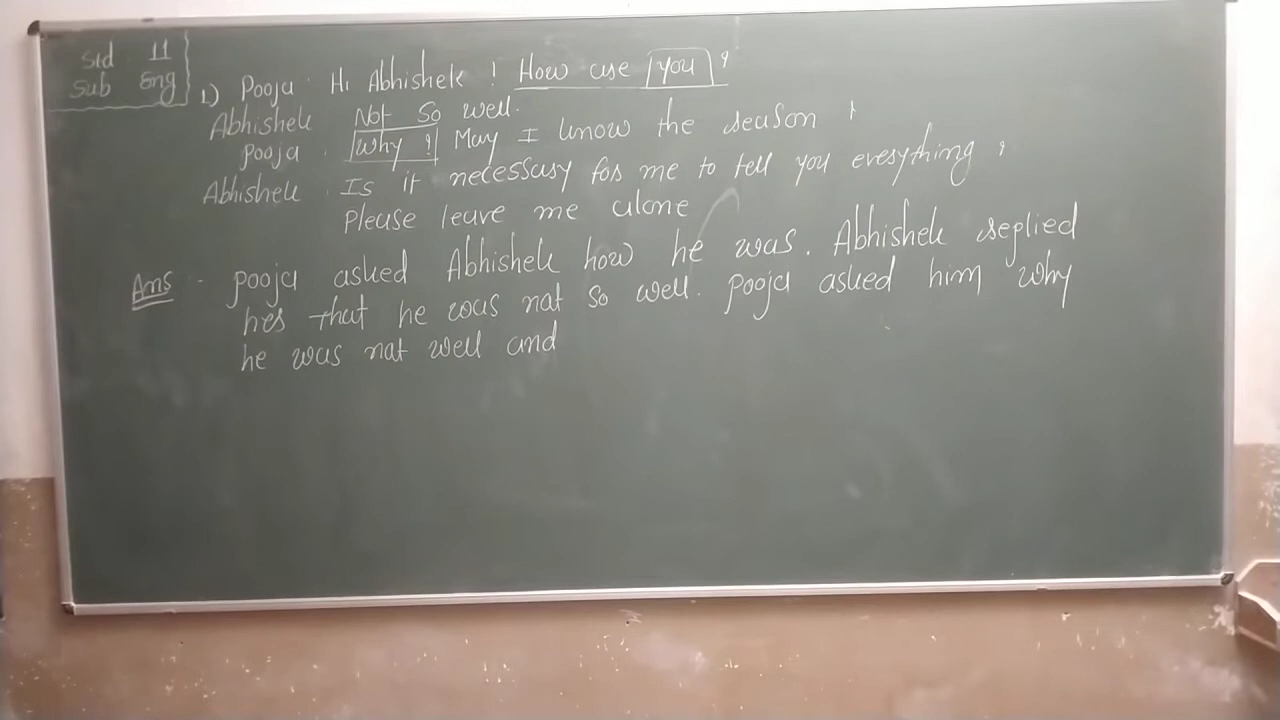 Std 11
Sub Eng
1) Pooja : Hi Abhishek ! How are you ?
Abhishek : Not so well.
Pooja : Why ? May I know the reason ?
Abhishek : Is it necessary for me to tell you everything ?
Please leave me alone
Ans - Pooja asked Abhishek how he was. Abhishek replied
her that he was not so well. Pooja asked him why
he was not well and